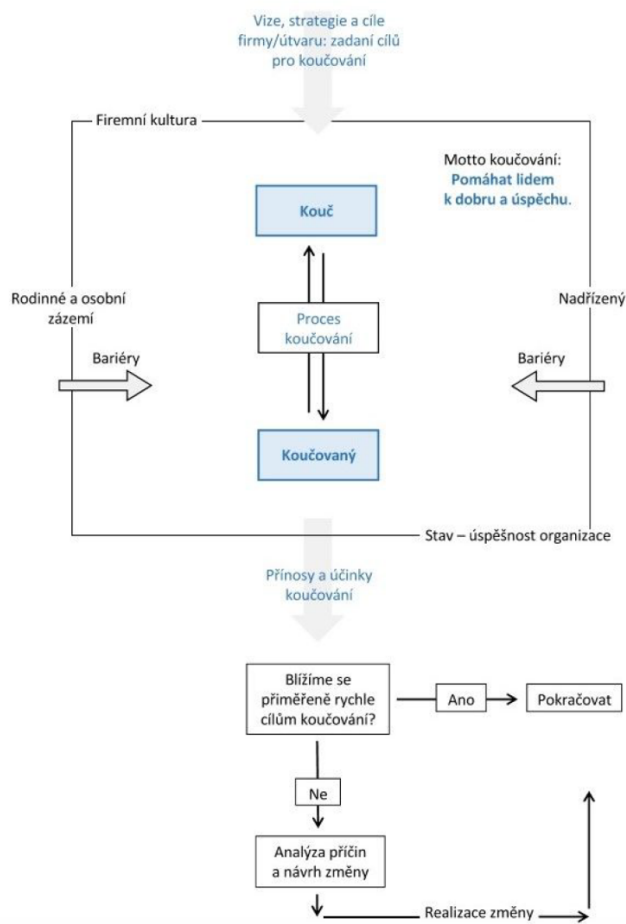 Vize, strategie a cíle
firmy/útvaru: zadaní cílů
pro koučování
Firemní kultura
Motto koučování:
Pomáhat lidem
k dobru a úspěchu.
Kouč
Rodinné a osobní
zázemí
Nadřízený
Proces
koučování
Bariéry
Bariéry
Koučovaný
Stav – úspěšnost organizace
Přínosy a účinky
koučování
Blížíme se
přiměřeně rychle
cílům koučování?
Ano
Pokračovat
Ne
Analýza příčin
a návrh změny
Realizace změny